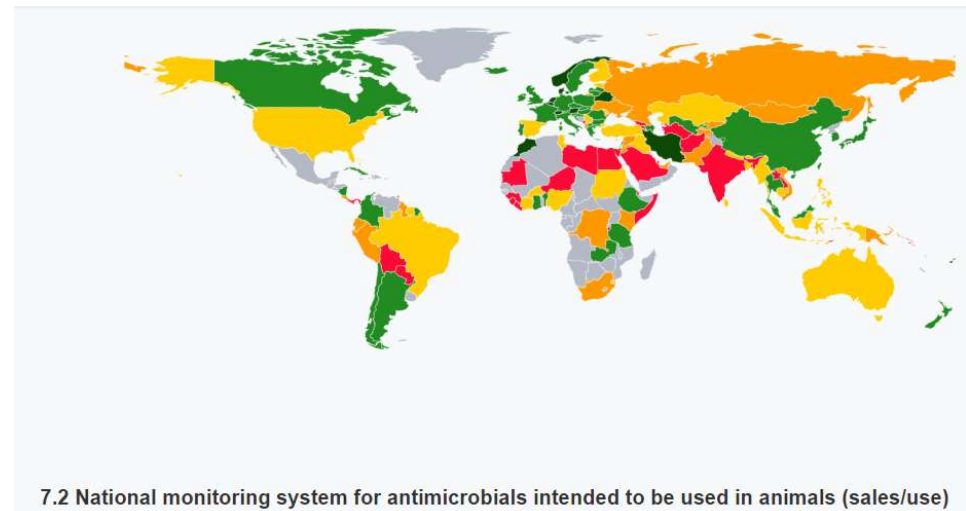 7.2 National monitoring system for antimicrobials intended to be used in animals (sales/use)